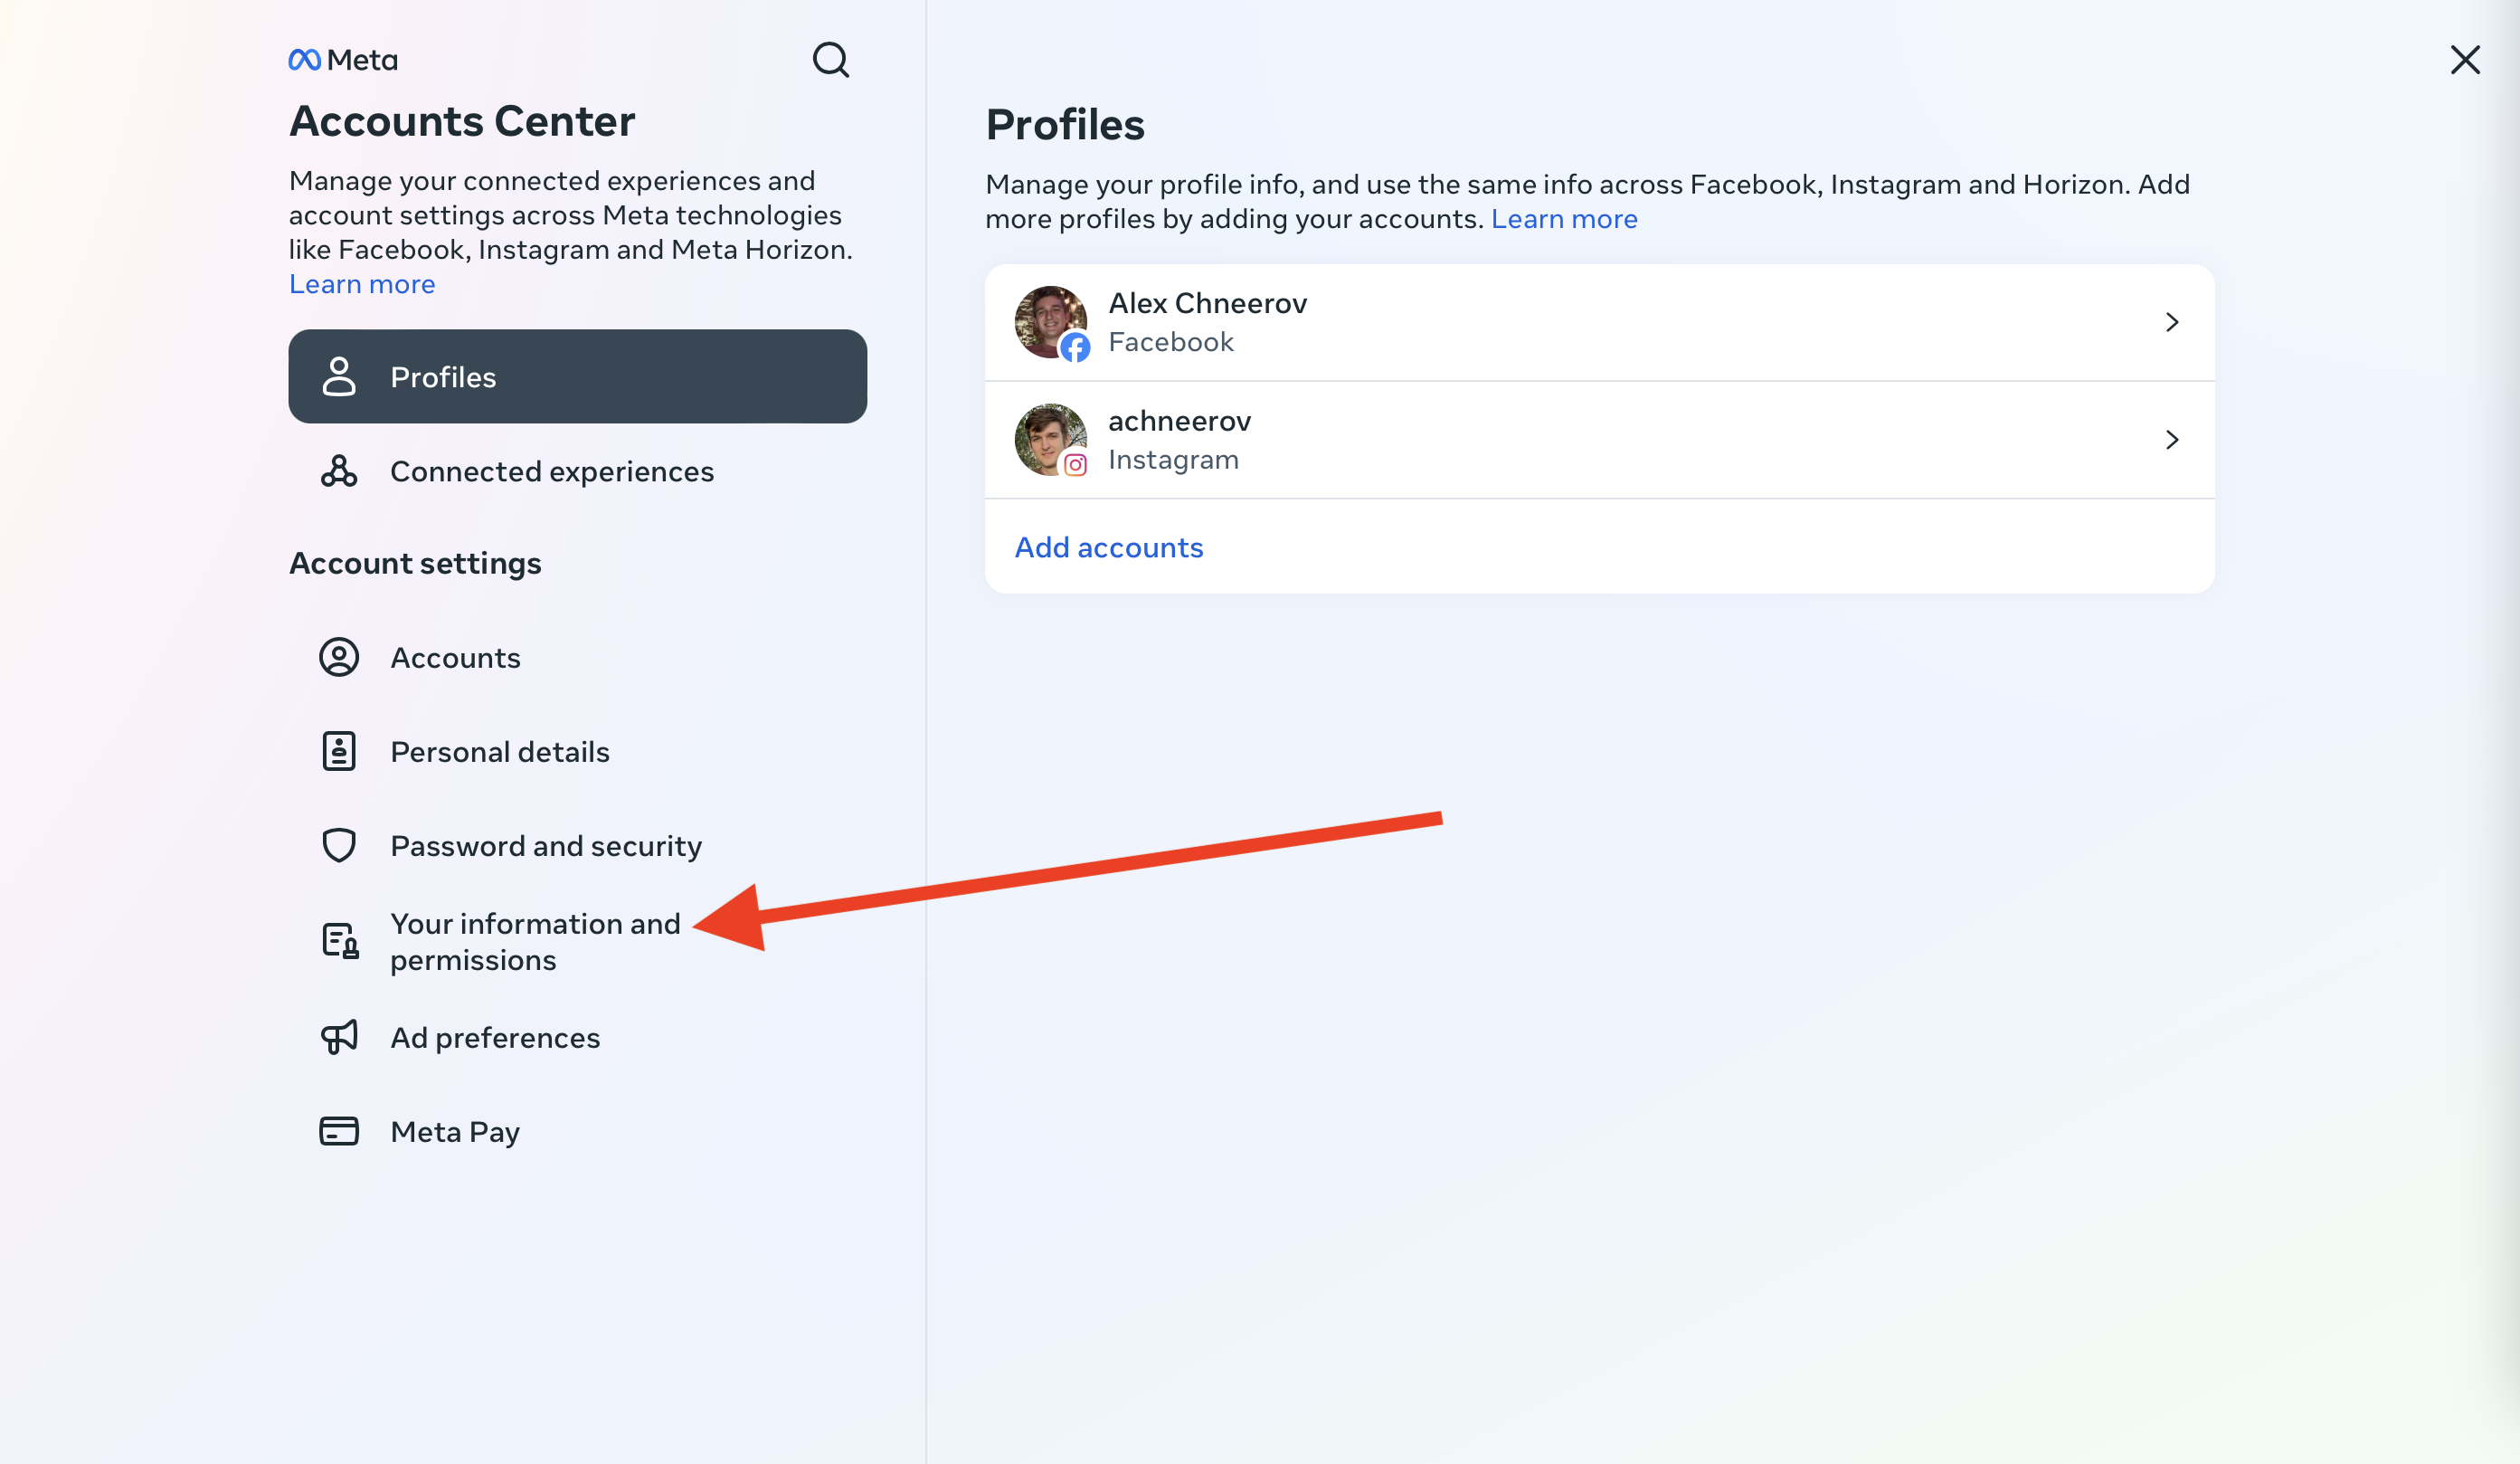 Meta
Accounts Center
Manage your connected experiences and
account settings across Meta technologies
like Facebook, Instagram and Meta Horizon.
Learn more
Profiles
Connected experiences
Account settings
Accounts
Personal details
Password and security
Your information and
permissions
Ad preferences
Meta Pay
Profiles
Manage your profile info, and use the same info across Facebook, Instagram and Horizon. Add
more profiles by adding your accounts. Learn more
Alex Chneerov
Facebook
achneerov
Instagram
Add accounts